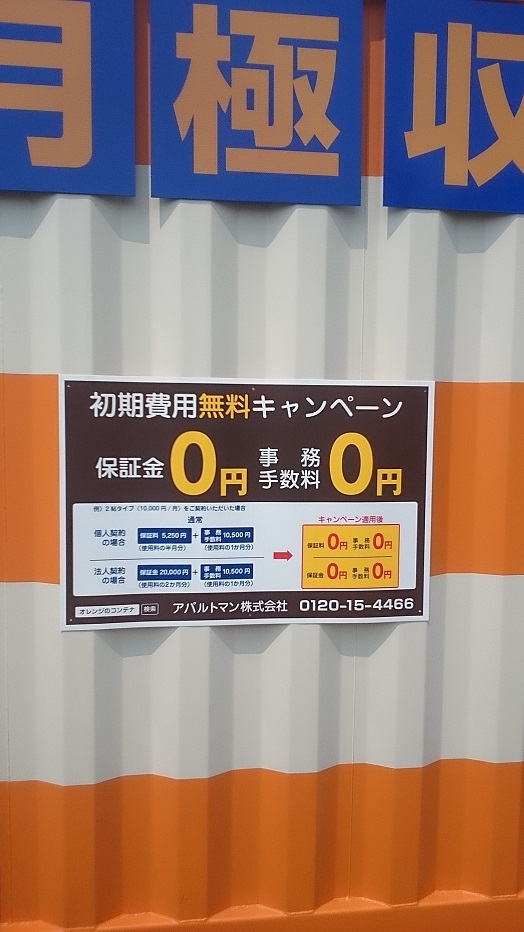 月極収
初期費用無料キャンペーン
保証金0円 事務手数料0円
例)2帖タイプ(10,000円/月)をご契約いただいた場合
通常
キャンペーン適用後
個人契約の場合
保証料 5,250円 + 事務手数料 10,500円
(使用料の半月分) (使用料の1か月分)
保証料 0円 事務手数料 0円
法人契約の場合
保証金 20,000円 + 事務手数料 10,500円
(使用料の2か月分) (使用料の1か月分)
保証金 0円 事務手数料 0円
オレンジのコンテナ 検索 アパルトマン株式会社 0120-15-4466